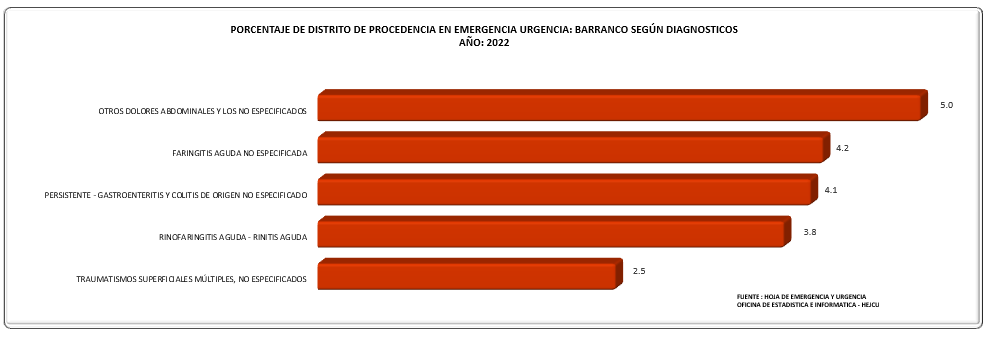 PORCENTAJE DE DISTRITO DE PROCEDENCIA EN EMERGENCIA URGENCIA: BARRANCO SEGÚN DIAGNOSTICOS
AÑO: 2022
OTROS DOLORES ABDOMINALES Y LOS NO ESPECIFICADOS
5.0
FARINGITIS AGUDA NO ESPECIFICADA
4.2
PERSISTENTE - GASTROENTERITIS Y COLITIS DE ORIGEN NO ESPECIFICADO
4.1
RINOFARINGITIS AGUDA - RINITIS AGUDA
3.8
TRAUMATISMOS SUPERFICIALES MÚLTIPLES, NO ESPECIFICADOS
2.5
FUENTE : HOJA DE EMERGENCIA Y URGENCIA
OFICINA DE ESTADISTICA E INFORMATICA - HEJCU